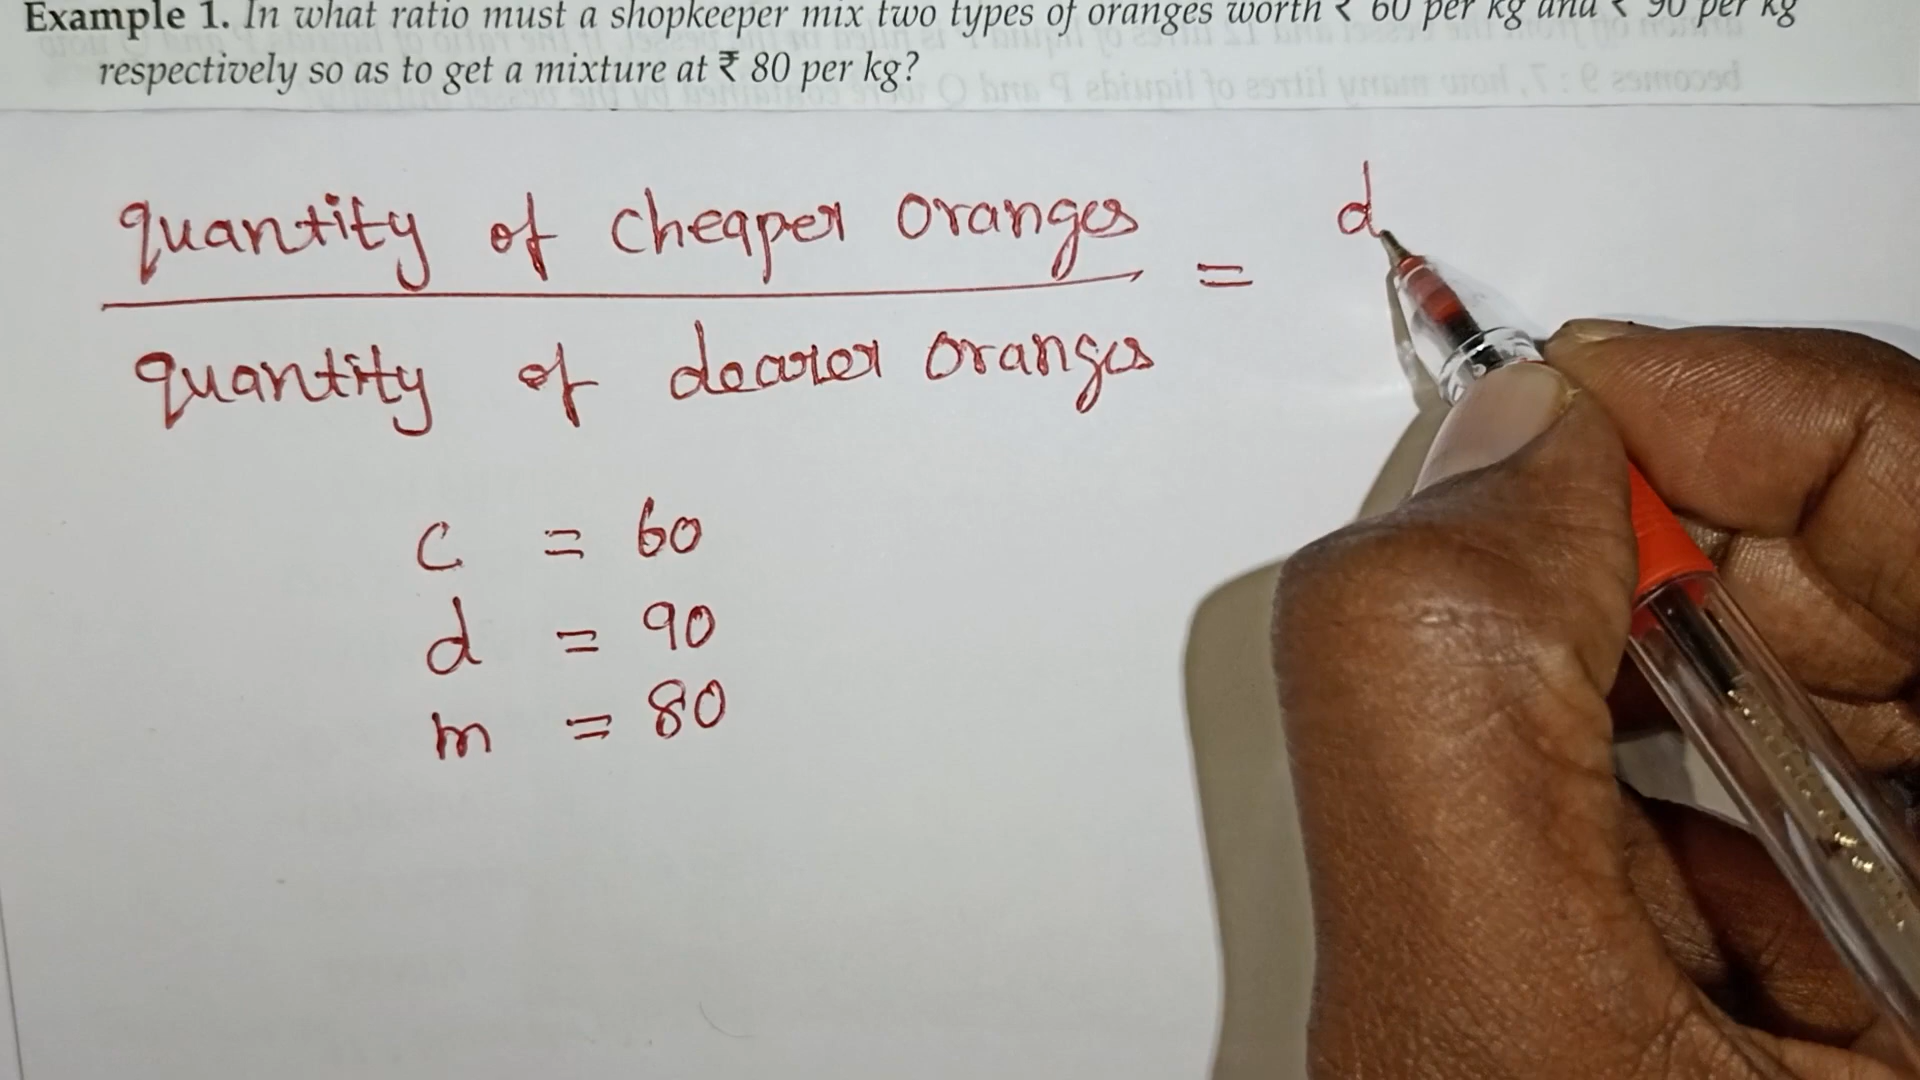 Example 1. In what ratio must a shopkeeper mix two types of oranges worth ₹ 60 per kg and ₹ 90 per kg
respectively so as to get a mixture at ₹ 80 per kg?
quantity of cheaper oranges = d
quantity of dearer oranges
c = 60
d = 90
m = 80